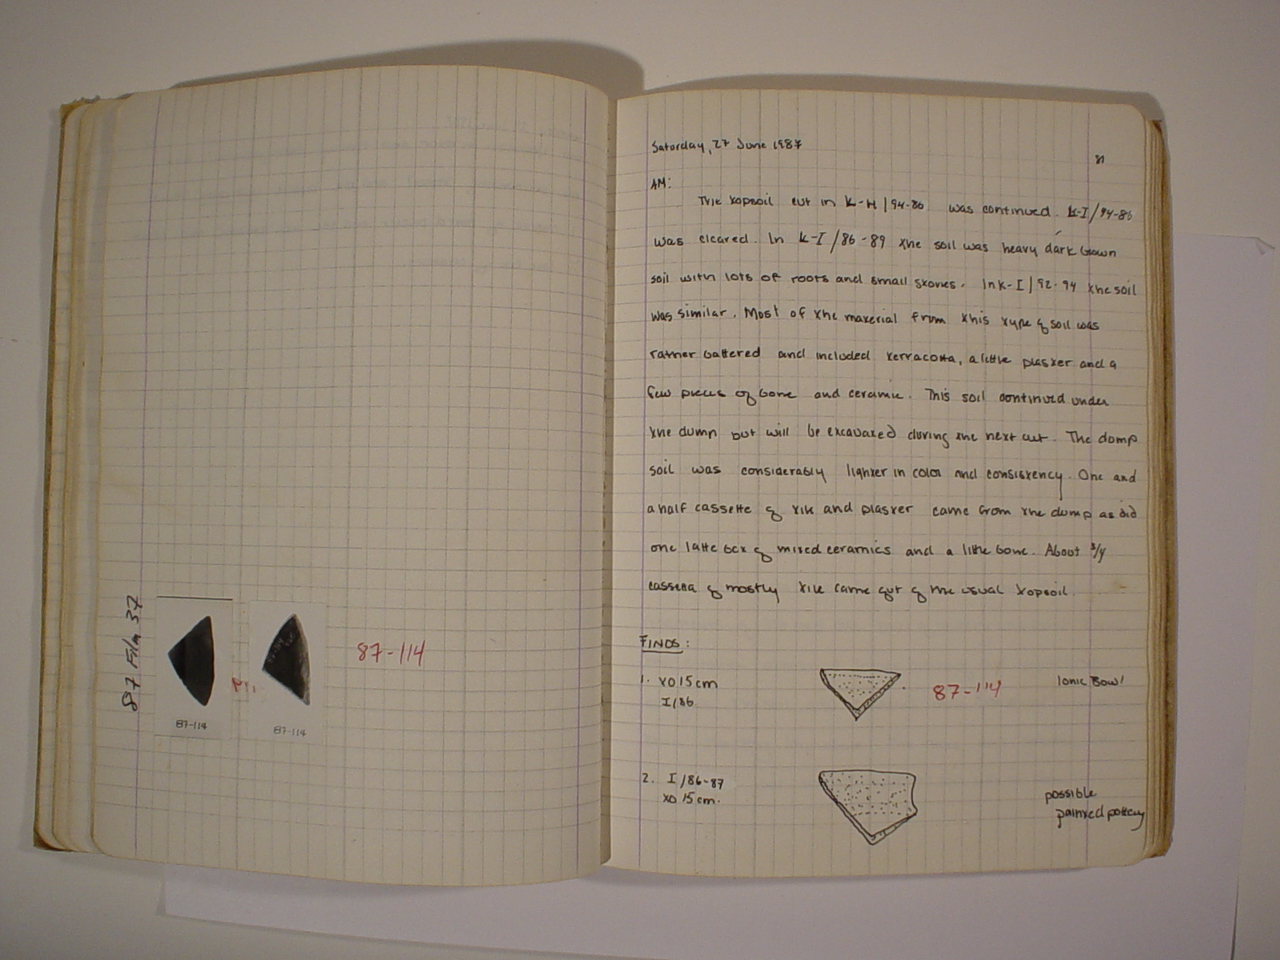 87 Film 37
87-114
87-114
87-114
Saturday, 27 June 1987
81
AM:
The topsoil cut in K-H/94-86 was continued. K-I/94-86
was cleared. In K-I/86-89 the soil was heavy dark brown
soil with lots of roots and small stones. In K-I/92-94 the soil
was similar. Most of the material from this type of soil was
rather battered and included terracotta, a little plaster and a
few pieces of bone and ceramic. This soil continued under
the dump but will be excavated during the next cut. The dump
soil was considerably lighter in color and consistency. One and
a half cassette of tile and plaster came from the dump as did
one latte box of mixed ceramics and a little bone. About 3/4
cassetta of mostly tile came out of the usual topsoil.
FINDS:
1. to 15 cm
I/86
87-114
Ionic Bowl
2. I/86-87
to 15 cm.
possible
painted pottery